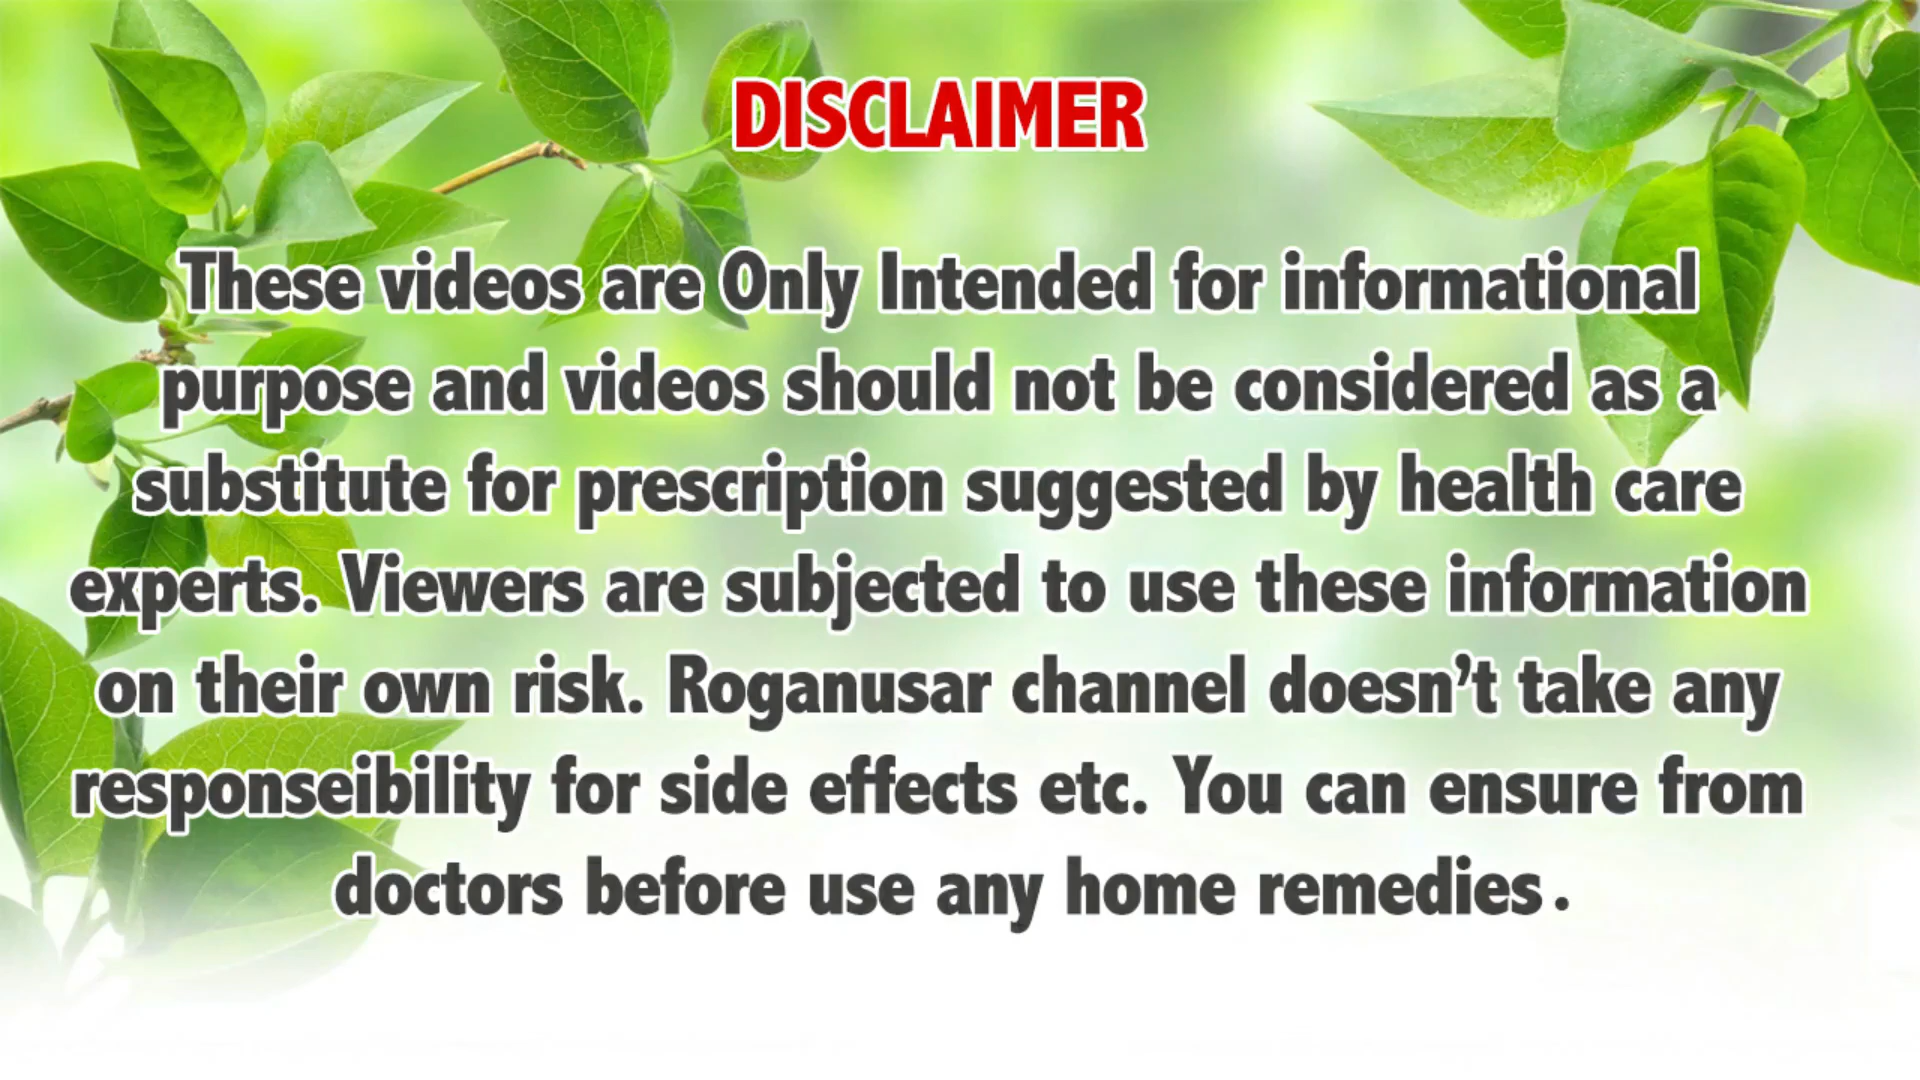 DISCLAIMER
These videos are Only Intended for informational
purpose and videos should not be considered as a
substitute for prescription suggested by health care
experts. Viewers are subjected to use these information
on their own risk. Roganusar channel doesn’t take any
responseibility for side effects etc. You can ensure from
doctors before use any home remedies .